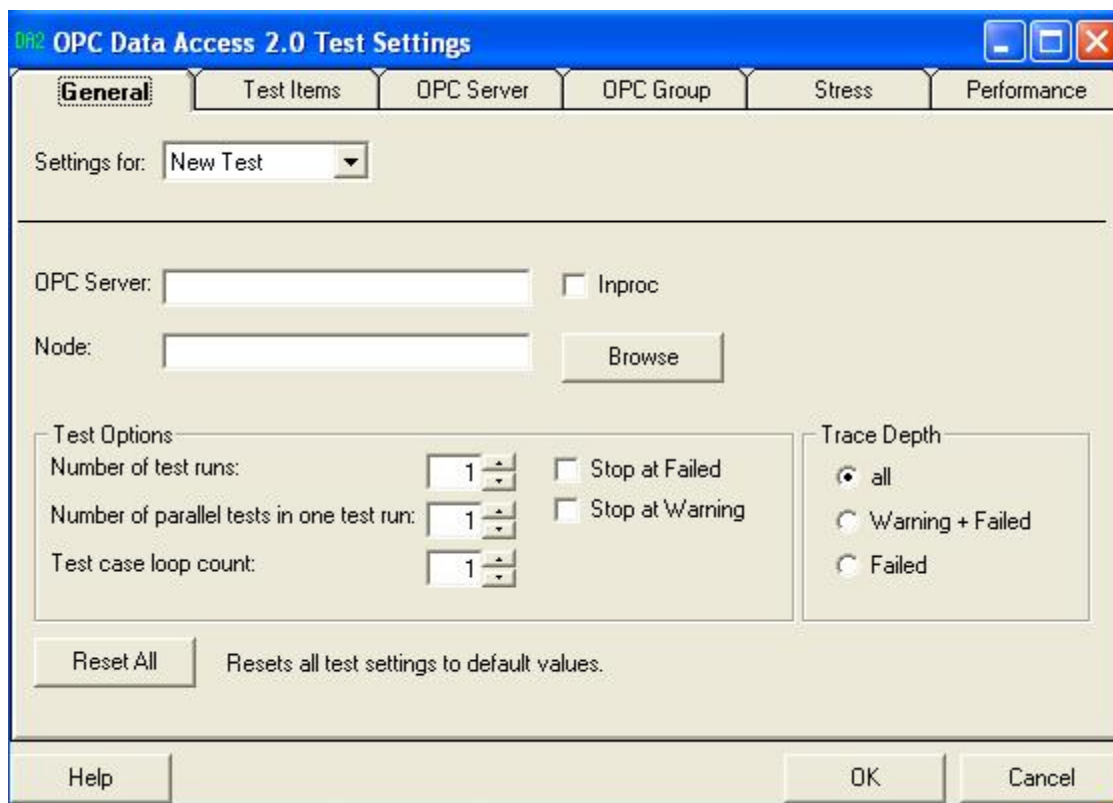 DA2 OPC Data Access 2.0 Test Settings
General Test Items OPC Server OPC Group Stress Performance
Settings for: New Test
OPC Server: Inproc
Node: Browse
Test Options
Number of test runs: 1 Stop at Failed
Number of parallel tests in one test run: 1 Stop at Warning
Test case loop count: 1
Trace Depth
all
Warning + Failed
Failed
Reset All Resets all test settings to default values.
Help OK Cancel